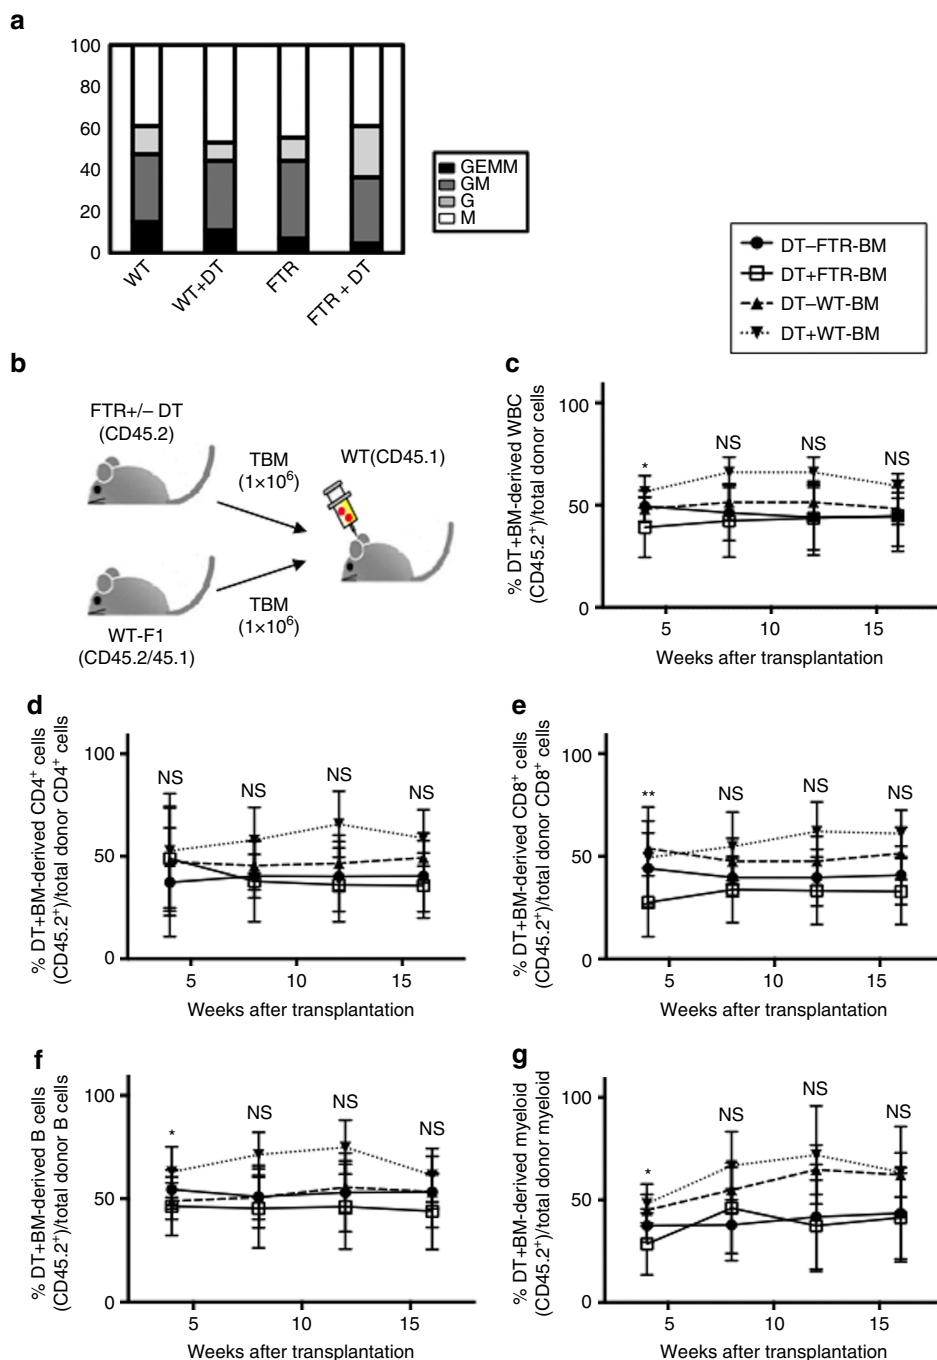 a
100
80
60
40
20
0
WT
WT+DT
FTR
FTR + DT
GEMM
GM
G
M
DT–FTR-BM
DT+FTR-BM
DT–WT-BM
DT+WT-BM
b
FTR+/– DT
(CD45.2)
TBM
(1×10⁶)
WT(CD45.1)
WT-F1
(CD45.2/45.1)
TBM
(1×10⁶)
c
% DT+BM-derived WBC
(CD45.2⁺)/total donor cells
100
50
0
*
NS
NS
NS
5
10
15
Weeks after transplantation
d
% DT+BM-derived CD4⁺ cells
(CD45.2⁺)/total donor CD4⁺ cells
100
50
0
NS
NS
NS
NS
5
10
15
Weeks after transplantation
e
% DT+BM-derived CD8⁺ cells
(CD45.2⁺)/total donor CD8⁺ cells
100
50
0
**
NS
NS
NS
5
10
15
Weeks after transplantation
f
% DT+BM-derived B cells
(CD45.2⁺)/total donor B cells
100
50
0
*
NS
NS
NS
5
10
15
Weeks after transplantation
g
% DT+BM-derived myeloid
(CD45.2⁺)/total donor myeloid
100
50
0
*
NS
NS
NS
5
10
15
Weeks after transplantation